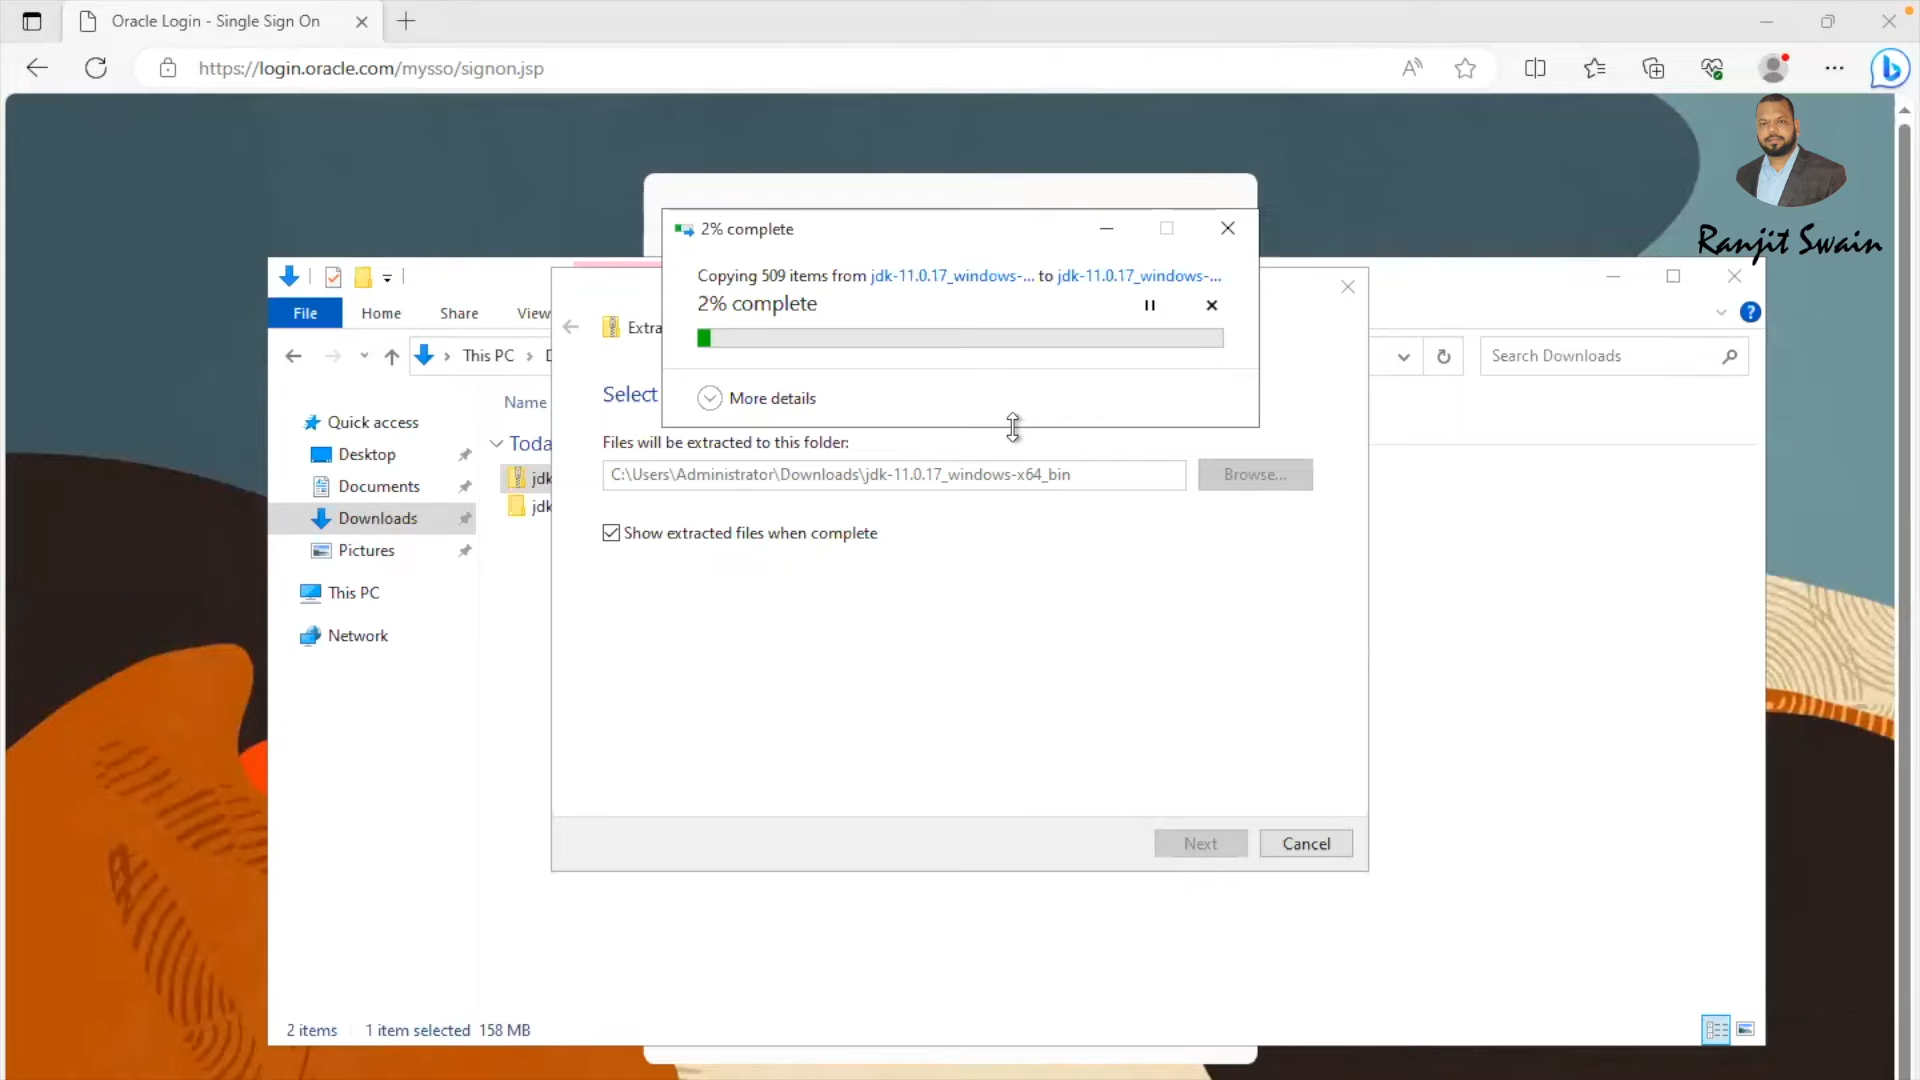 Oracle Login - Single Sign On
https://login.oracle.com/mysso/signon.jsp
Ranjit Swain
2% complete
Copying 509 items from jdk-11.0.17_windows-... to jdk-11.0.17_windows-...
2% complete
More details
File
Home
Share
View
This PC
Search Downloads
Extra
Select
Files will be extracted to this folder:
C:\Users\Administrator\Downloads\jdk-11.0.17_windows-x64_bin
Browse...
Show extracted files when complete
Next
Cancel
Name
Toda
jdk
jdk
Quick access
Desktop
Documents
Downloads
Pictures
This PC
Network
2 items
1 item selected 158 MB